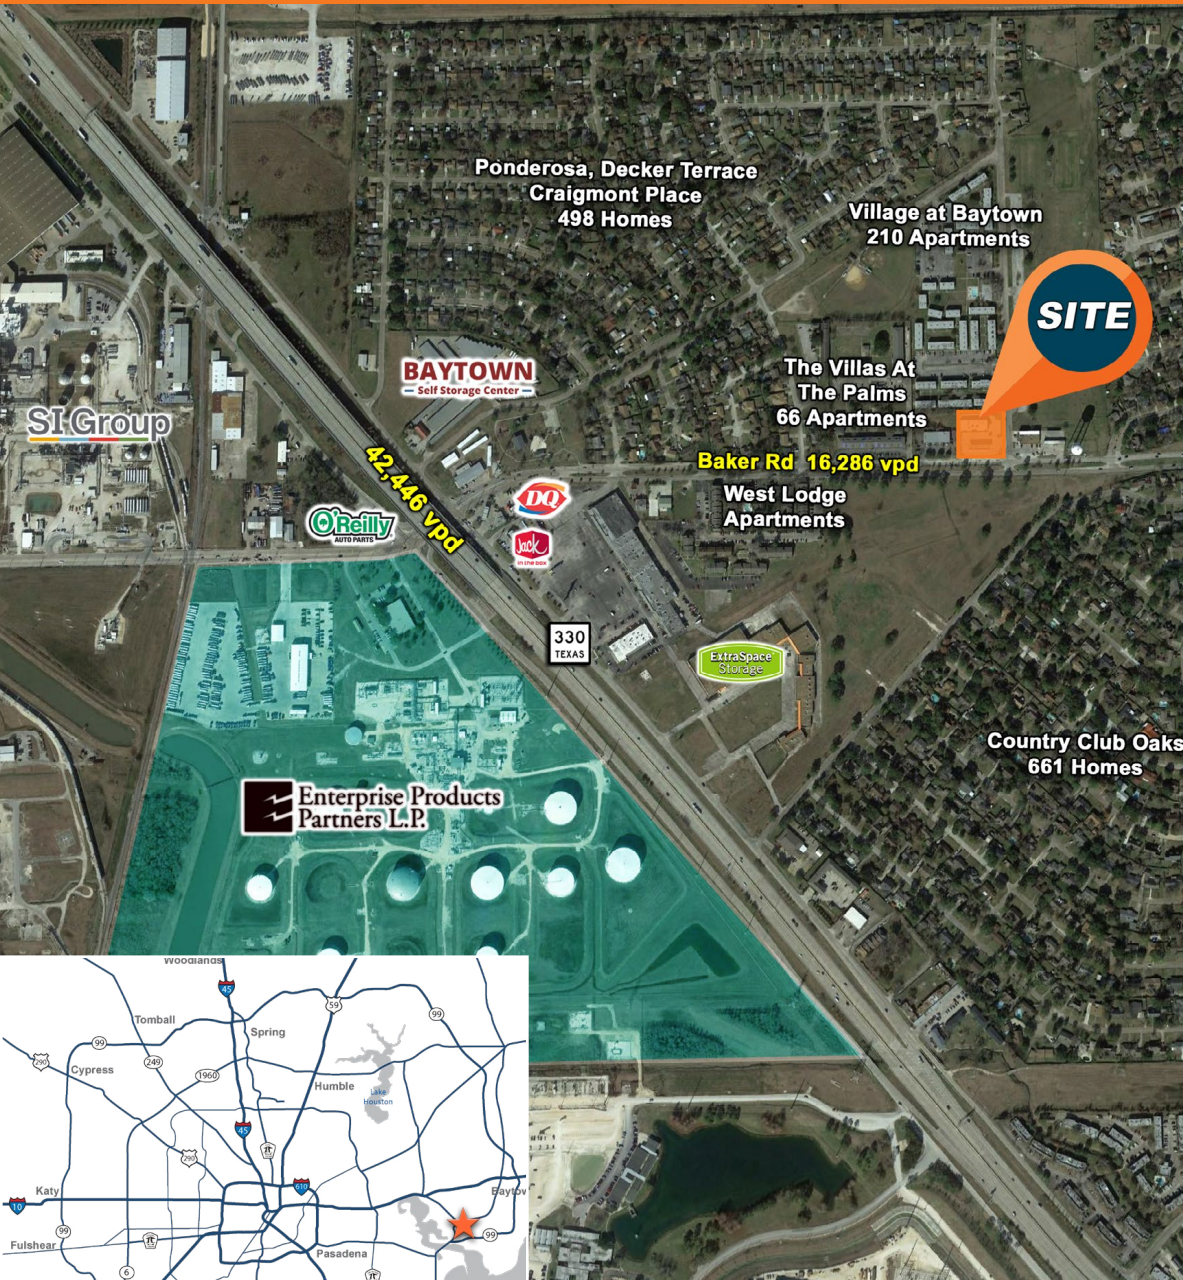 Ponderosa, Decker Terrace
Craigmont Place
498 Homes
Village at Baytown
210 Apartments
SITE
BAYTOWN
Self Storage Center
The Villas At
The Palms
66 Apartments
SI Group
42,446 vpd
Baker Rd 16,286 vpd
DQ
West Lodge
Apartments
O'Reilly
AUTO PARTS
Jack
in the box
330
TEXAS
ExtraSpace
Storage
Country Club Oaks
661 Homes
Enterprise Products
Partners L.P.
Woodlands
45
59
99
Tomball
Spring
99
290
249
Cypress
1960
Humble
Lake
Houston
45
290
610
Katy
10
Baytow
99
99
Fulshear
Pasadena
6